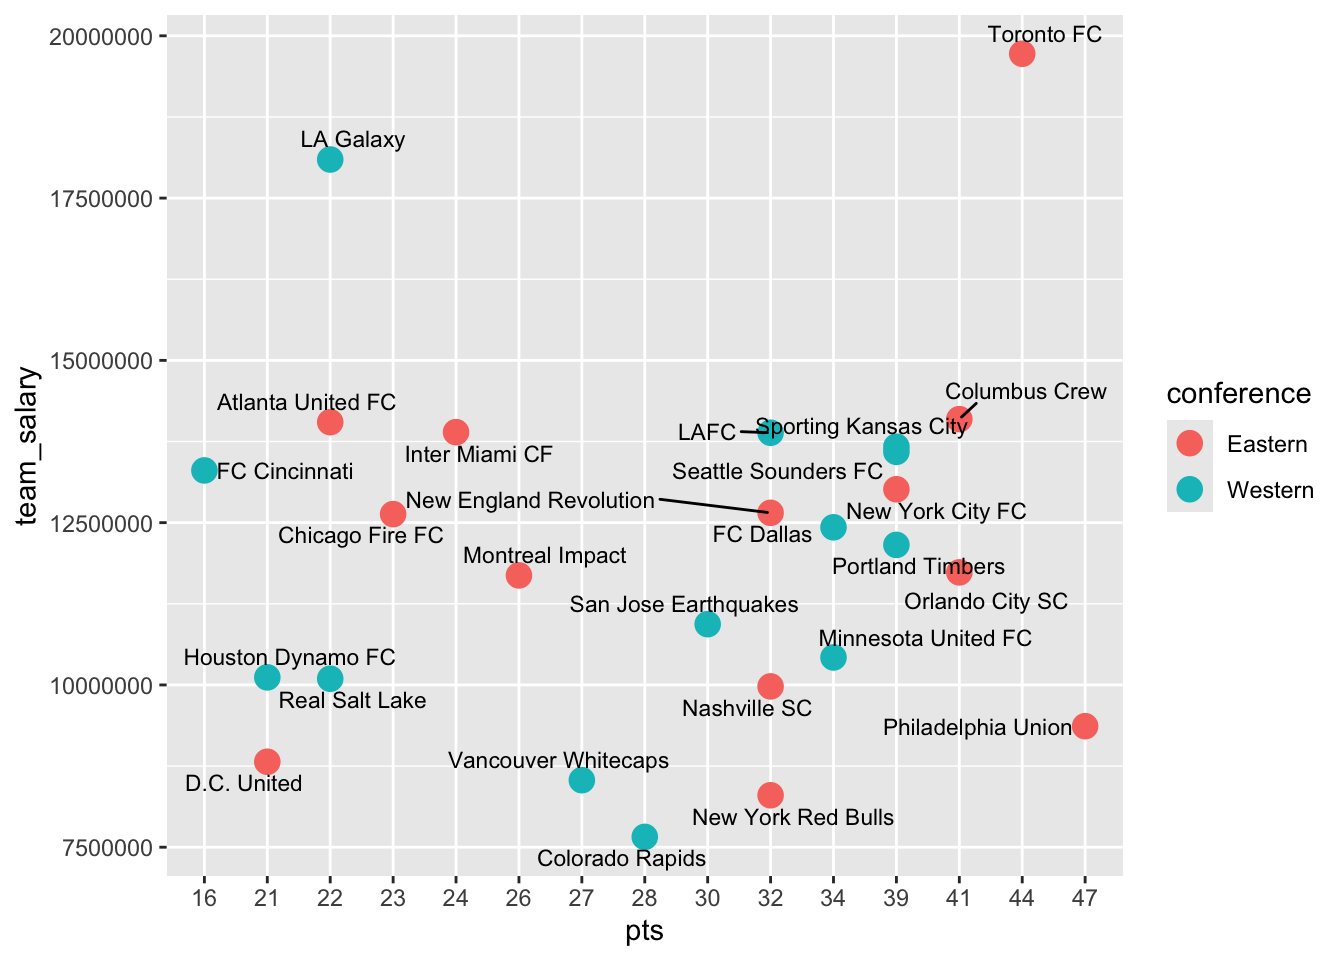 20000000
17500000
15000000
12500000
10000000
7500000
team_salary
Toronto FC
LA Galaxy
Columbus Crew
Atlanta United FC
Sporting Kansas City
LAFC
Inter Miami CF
FC Cincinnati
Seattle Sounders FC
New England Revolution
New York City FC
Chicago Fire FC
FC Dallas
Montreal Impact
Portland Timbers
Orlando City SC
San Jose Earthquakes
Minnesota United FC
Houston Dynamo FC
Real Salt Lake
Nashville SC
Philadelphia Union
Vancouver Whitecaps
D.C. United
New York Red Bulls
Colorado Rapids
16 21 22 23 24 26 27 28 30 32 34 39 41 44 47
pts
conference
Eastern
Western